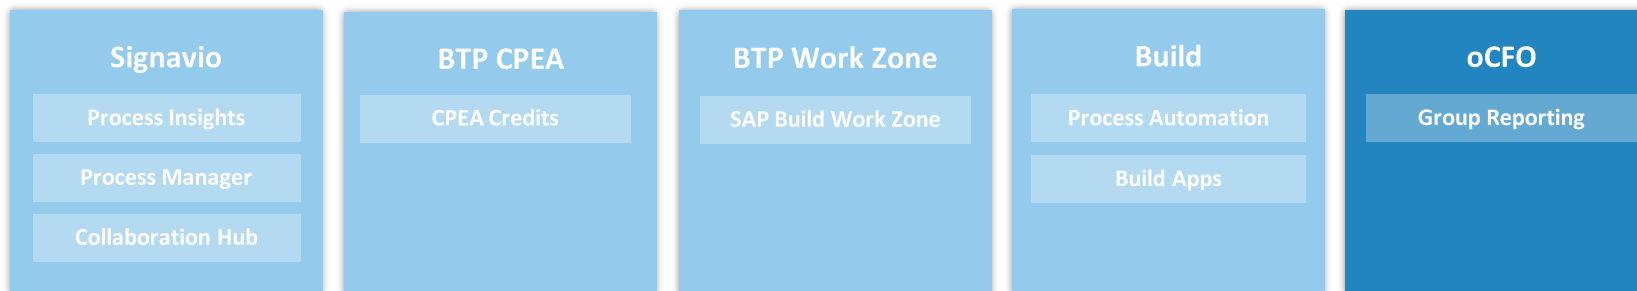 Signavio
Process Insights
Process Manager
Collaboration Hub
BTP CPEA
CPEA Credits
BTP Work Zone
SAP Build Work Zone
Build
Process Automation
Build Apps
oCFO
Group Reporting